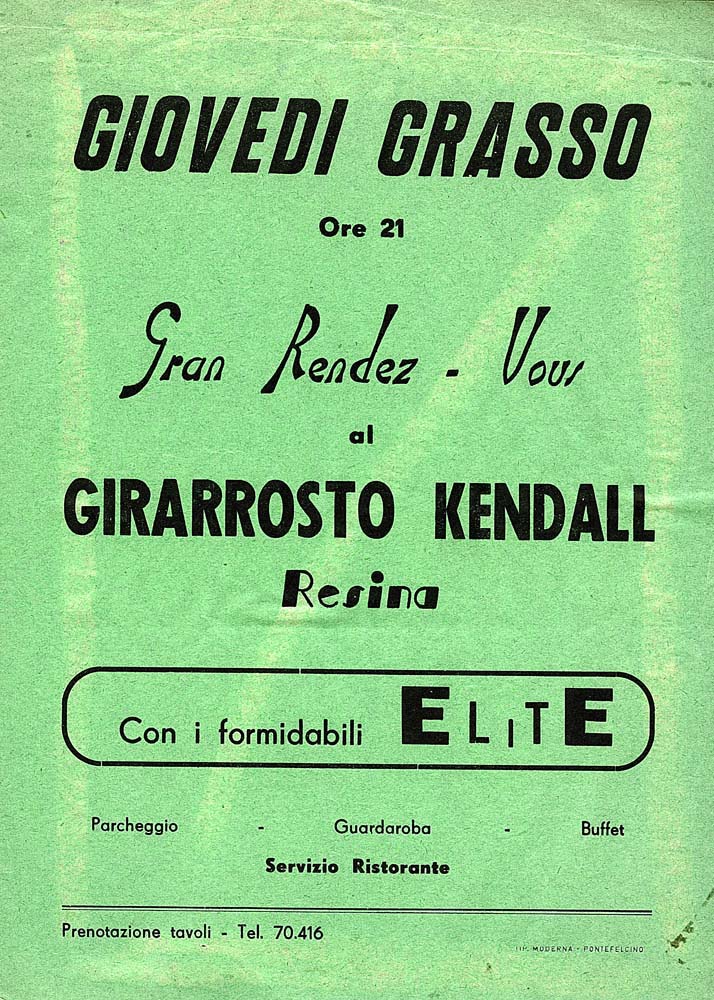 GIOVEDI GRASSO
Ore 21
Gran Rendez - Vous
al
GIRARROSTO KENDALL
Resina
Con i formidabili ELITE
Parcheggio - Guardaroba - Buffet
Servizio Ristorante
Prenotazione tavoli - Tel. 70.416
TIP. MODERNA - PONTEFELCINO